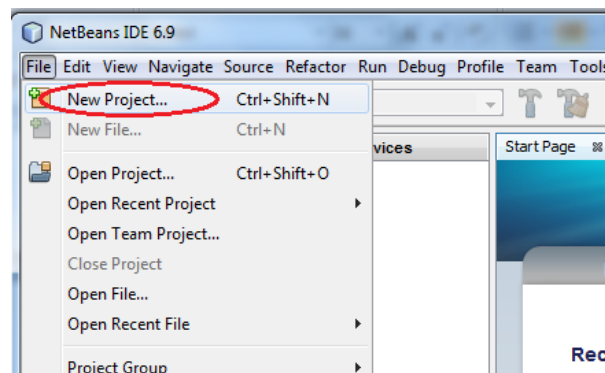 NetBeans IDE 6.9
File Edit View Navigate Source Refactor Run Debug Profile Team Tools
New Project... Ctrl+Shift+N
New File... Ctrl+N
vices Start Page
Open Project... Ctrl+Shift+O
Open Recent Project
Open Team Project...
Close Project
Open File...
Open Recent File
Rec
Project Group